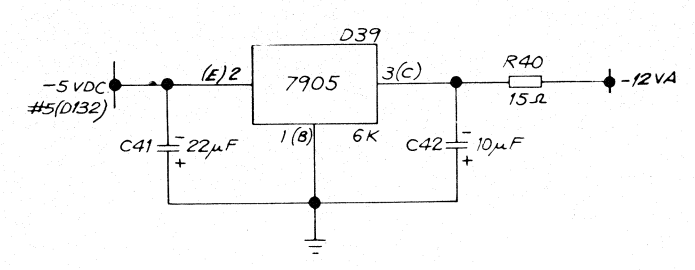 D39
-5 VDC
#5(D132)
(E) 2
7905
3(C)
R40
15Ω
-12VA
1 (B)
6K
C41
-
+
22µF
C42
-
+
10µF